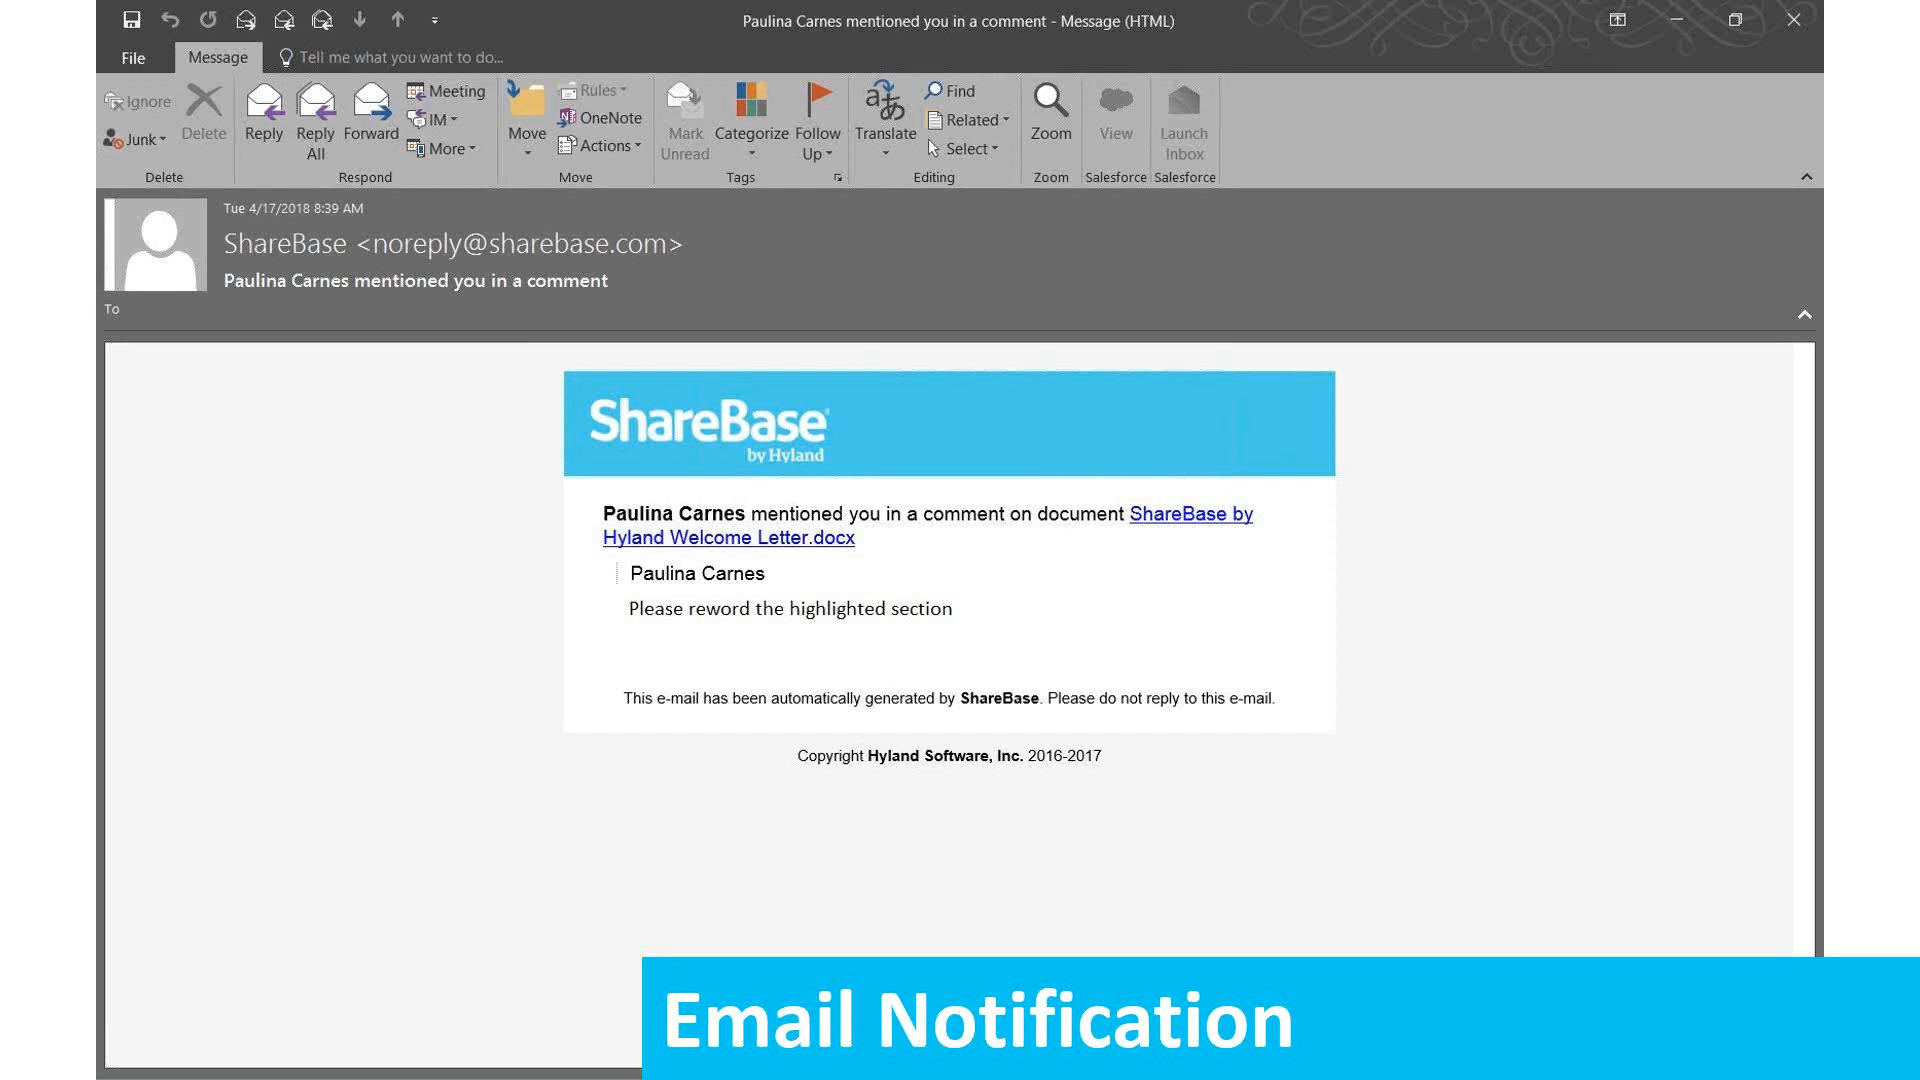 Paulina Carnes mentioned you in a comment - Message (HTML)
File
Message
Tell me what you want to do...
Ignore
Junk
Delete
Delete
Reply
Reply
All
Forward
Meeting
IM
More
Respond
Move
Rules
OneNote
Actions
Move
Mark
Unread
Categorize
Follow
Up
Tags
Translate
Find
Related
Select
Editing
Zoom
Zoom
View
Salesforce
Launch
Inbox
Salesforce
Tue 4/17/2018 8:39 AM
ShareBase <noreply@sharebase.com>
Paulina Carnes mentioned you in a comment
To
ShareBase®
by Hyland
Paulina Carnes mentioned you in a comment on document ShareBase by
Hyland Welcome Letter.docx
Paulina Carnes
Please reword the highlighted section
This e-mail has been automatically generated by ShareBase. Please do not reply to this e-mail.
Copyright Hyland Software, Inc. 2016-2017
Email Notification